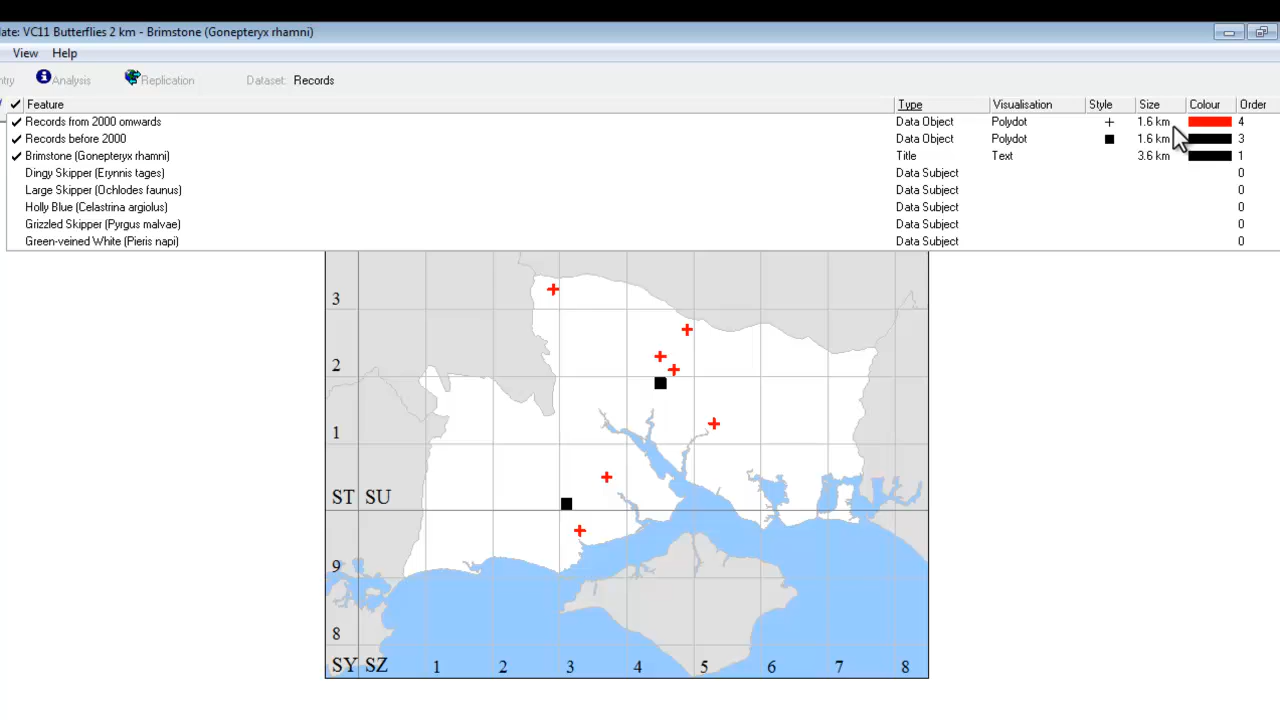 late: VC11 Butterflies 2 km - Brimstone (Gonepteryx rhamni)
View Help
ntry Analysis Replication Dataset: Records
Feature Type Visualisation Style Size Colour Order
Records from 2000 onwards Data Object Polydot 1.6 km 4
Records before 2000 Data Object Polydot 1.6 km 3
Brimstone (Gonepteryx rhamni) Title Text 3.6 km 1
Dingy Skipper (Erynnis tages) Data Subject 0
Large Skipper (Ochlodes faunus) Data Subject 0
Holly Blue (Celastrina argiolus) Data Subject 0
Grizzled Skipper (Pyrgus malvae) Data Subject 0
Green-veined White (Pieris napi) Data Subject 0
3
2
1
ST SU
9
8
SY SZ 1 2 3 4 5 6 7 8